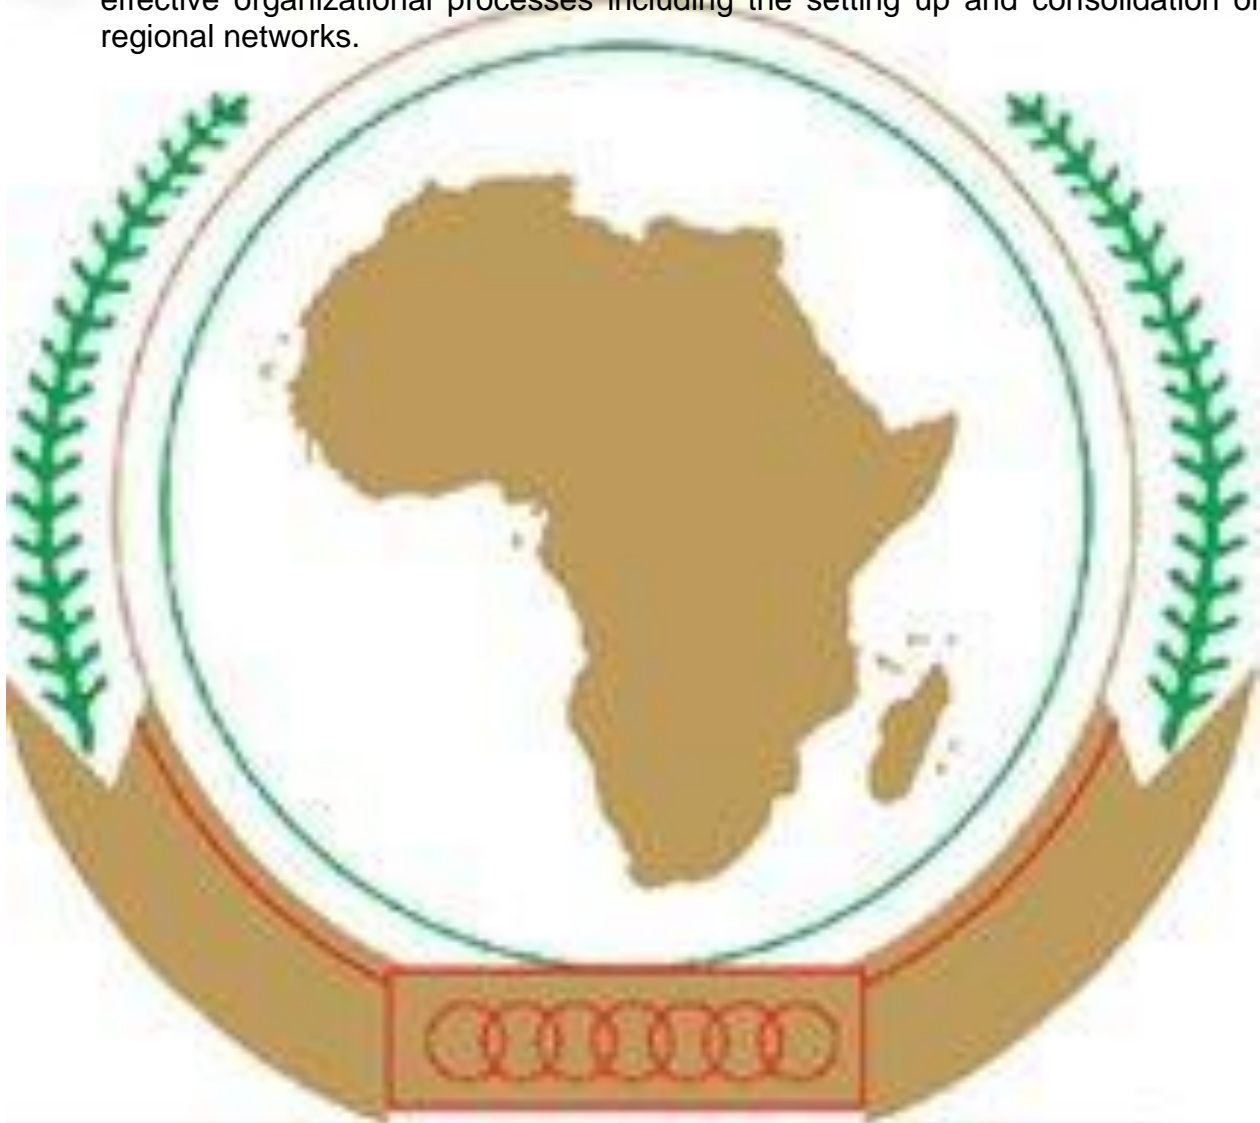 effective organizational processes including the setting up and consolidation of
regional networks.